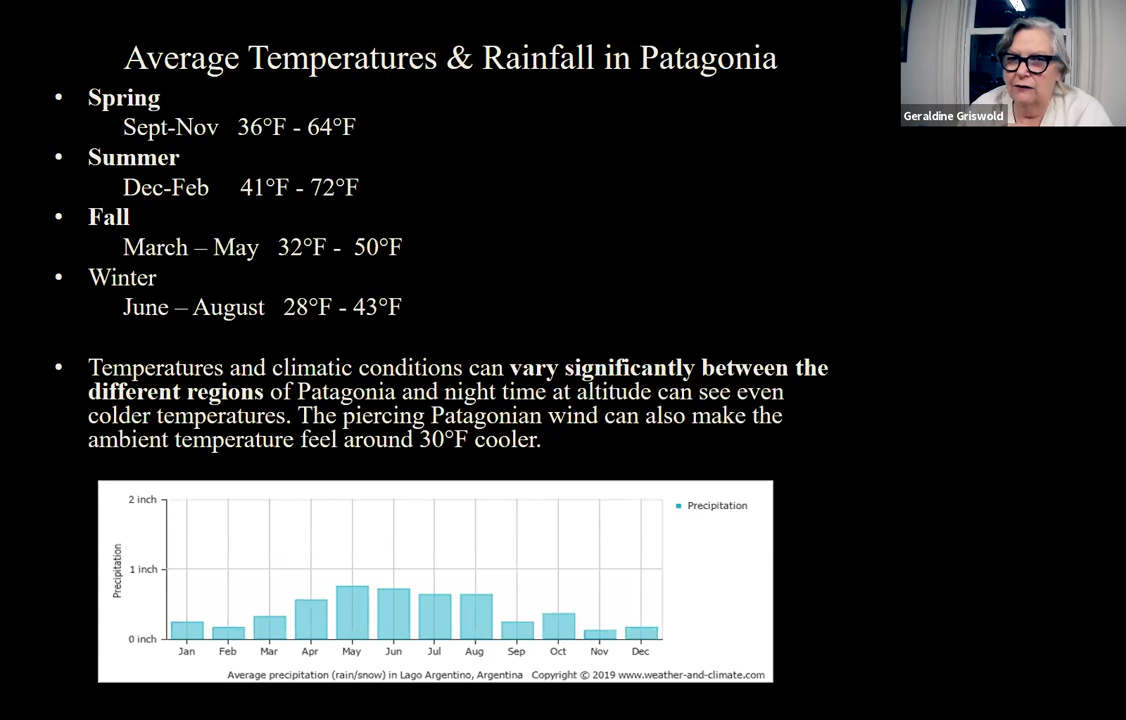 Average Temperatures & Rainfall in Patagonia
• Spring
Sept-Nov 36°F - 64°F
• Summer
Dec-Feb 41°F - 72°F
• Fall
March – May 32°F - 50°F
• Winter
June – August 28°F - 43°F
• Temperatures and climatic conditions can vary significantly between the
different regions of Patagonia and night time at altitude can see even
colder temperatures. The piercing Patagonian wind can also make the
ambient temperature feel around 30°F cooler.
Geraldine Griswold
2 inch
1 inch
0 inch
Precipitation
Precipitation
Jan Feb Mar Apr May Jun Jul Aug Sep Oct Nov Dec
Average precipitation (rain/snow) in Lago Argentino, Argentina Copyright © 2019 www.weather-and-climate.com